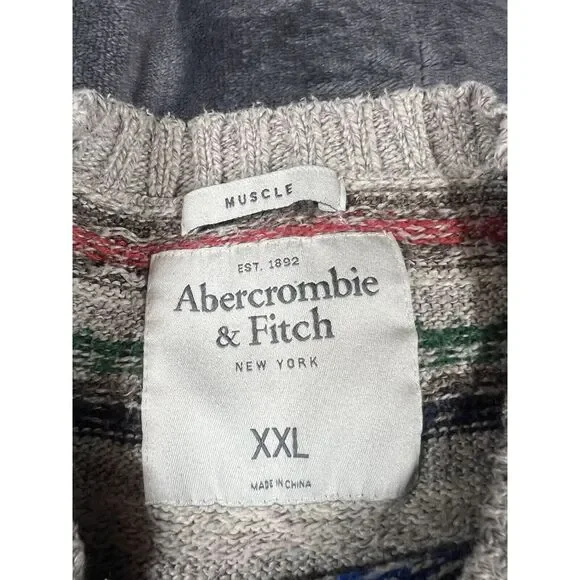 MUSCLE
EST. 1892
Abercrombie
& Fitch
NEW YORK
XXL
MADE IN CHINA